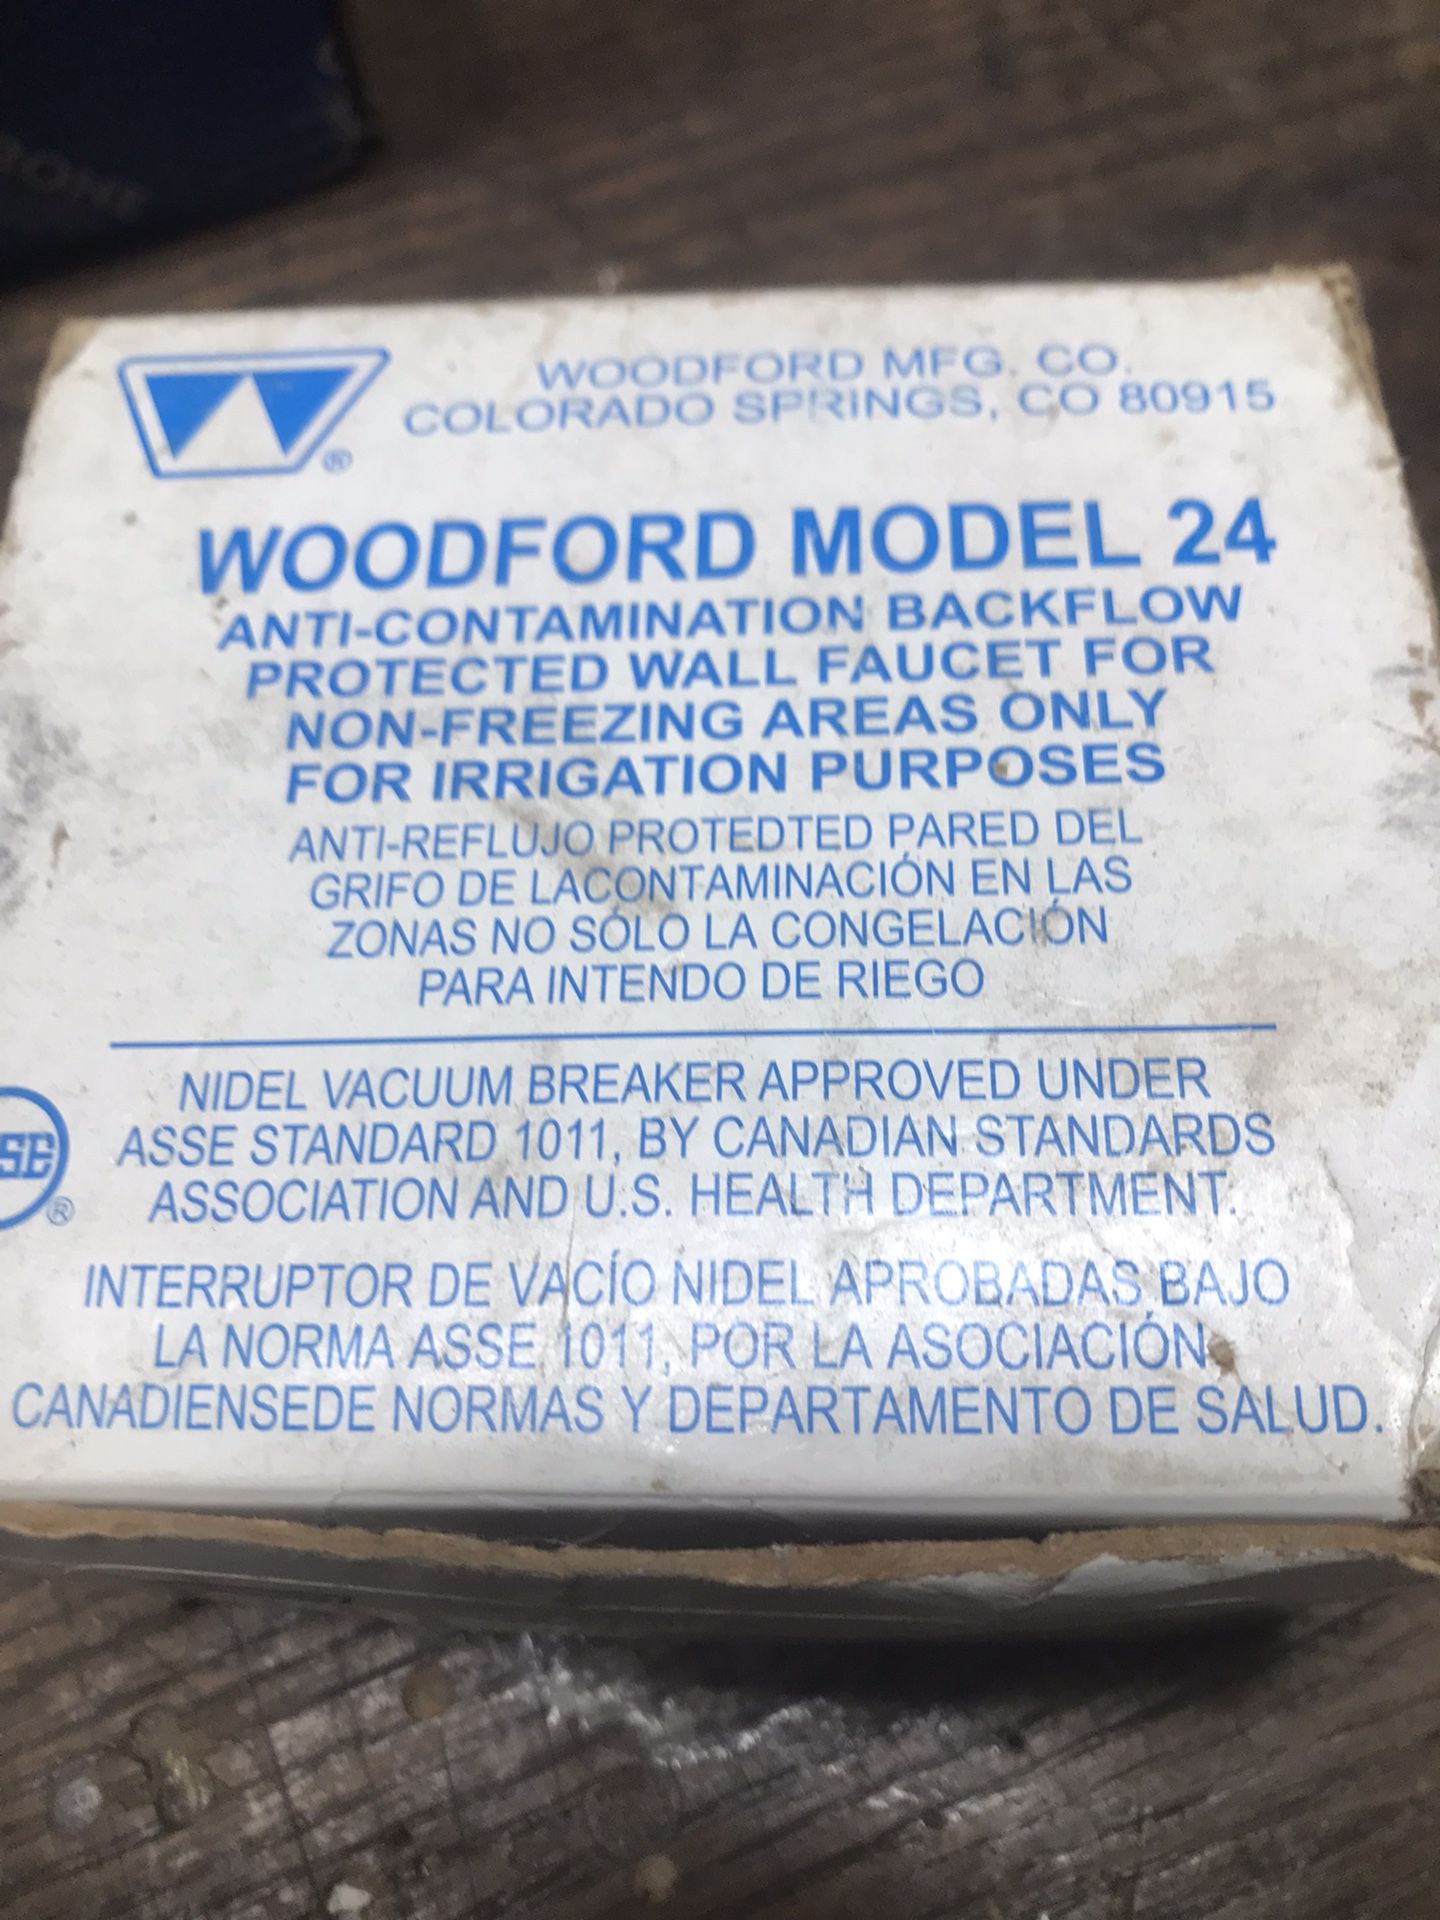 WOODFORD MFG. CO.
COLORADO SPRINGS, CO 80915
®
WOODFORD MODEL 24
ANTI-CONTAMINATION BACKFLOW
PROTECTED WALL FAUCET FOR
NON-FREEZING AREAS ONLY
FOR IRRIGATION PURPOSES
ANTI-REFLUJO PROTEDTED PARED DEL
GRIFO DE LACONTAMINACIÓN EN LAS
ZONAS NO SÓLO LA CONGELACIÓN
PARA INTENDO DE RIEGO
NIDEL VACUUM BREAKER APPROVED UNDER
ASSE STANDARD 1011, BY CANADIAN STANDARDS
ASSOCIATION AND U.S. HEALTH DEPARTMENT.
®
INTERRUPTOR DE VACÍO NIDEL APROBADAS BAJO
LA NORMA ASSE 1011, POR LA ASOCIACIÓN
CANADIENSEDE NORMAS Y DEPARTAMENTO DE SALUD.